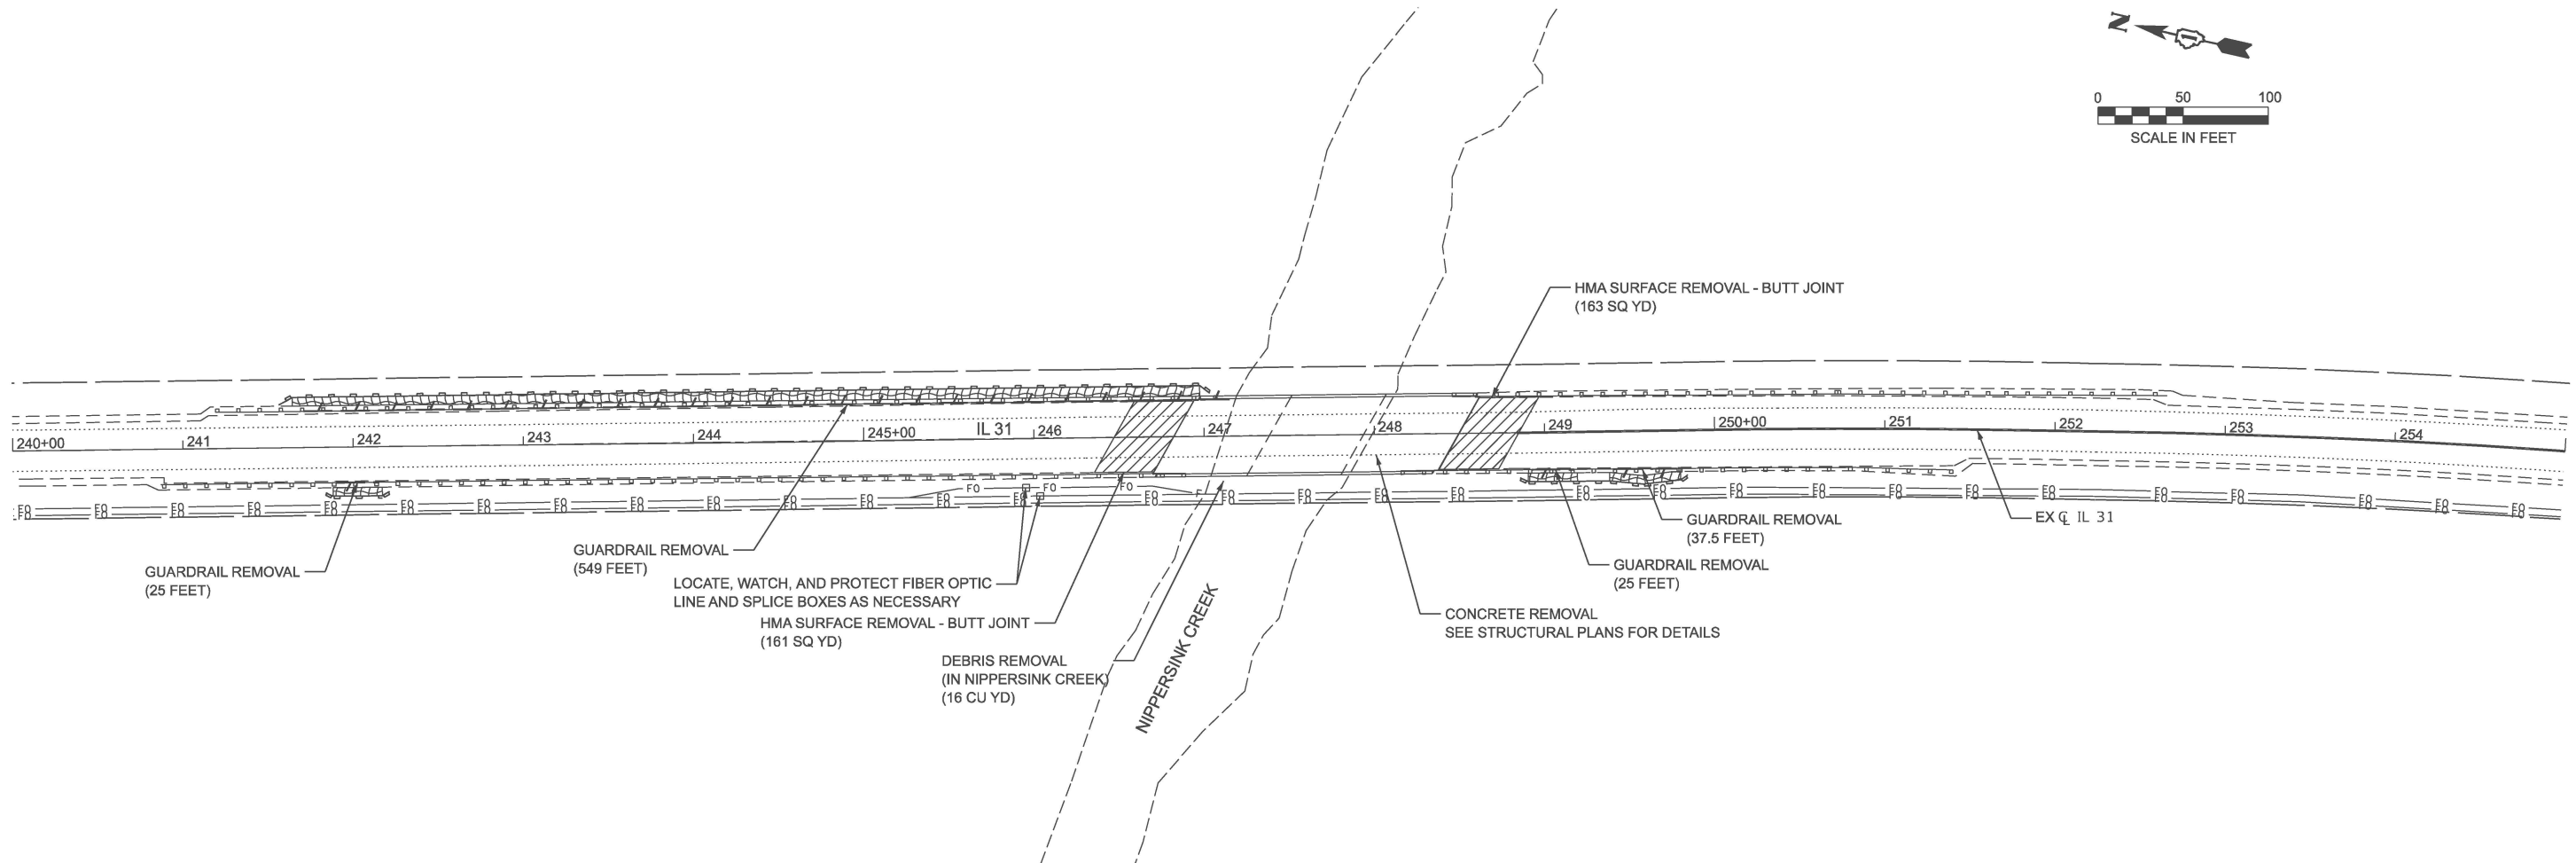 N
1
0 50 100
SCALE IN FEET
HMA SURFACE REMOVAL - BUTT JOINT
(163 SQ YD)
240+00 241 242 243 244 245+00 IL 31 246 247 248 249 250+00 251 252 253 254
GUARDRAIL REMOVAL
(25 FEET)
GUARDRAIL REMOVAL
(549 FEET)
LOCATE, WATCH, AND PROTECT FIBER OPTIC
LINE AND SPLICE BOXES AS NECESSARY
HMA SURFACE REMOVAL - BUTT JOINT
(161 SQ YD)
DEBRIS REMOVAL
(IN NIPPERSINK CREEK)
(16 CU YD)
NIPPERSINK CREEK
GUARDRAIL REMOVAL
(37.5 FEET)
GUARDRAIL REMOVAL
(25 FEET)
EX ℄ IL 31
CONCRETE REMOVAL
SEE STRUCTURAL PLANS FOR DETAILS
FO FO FO